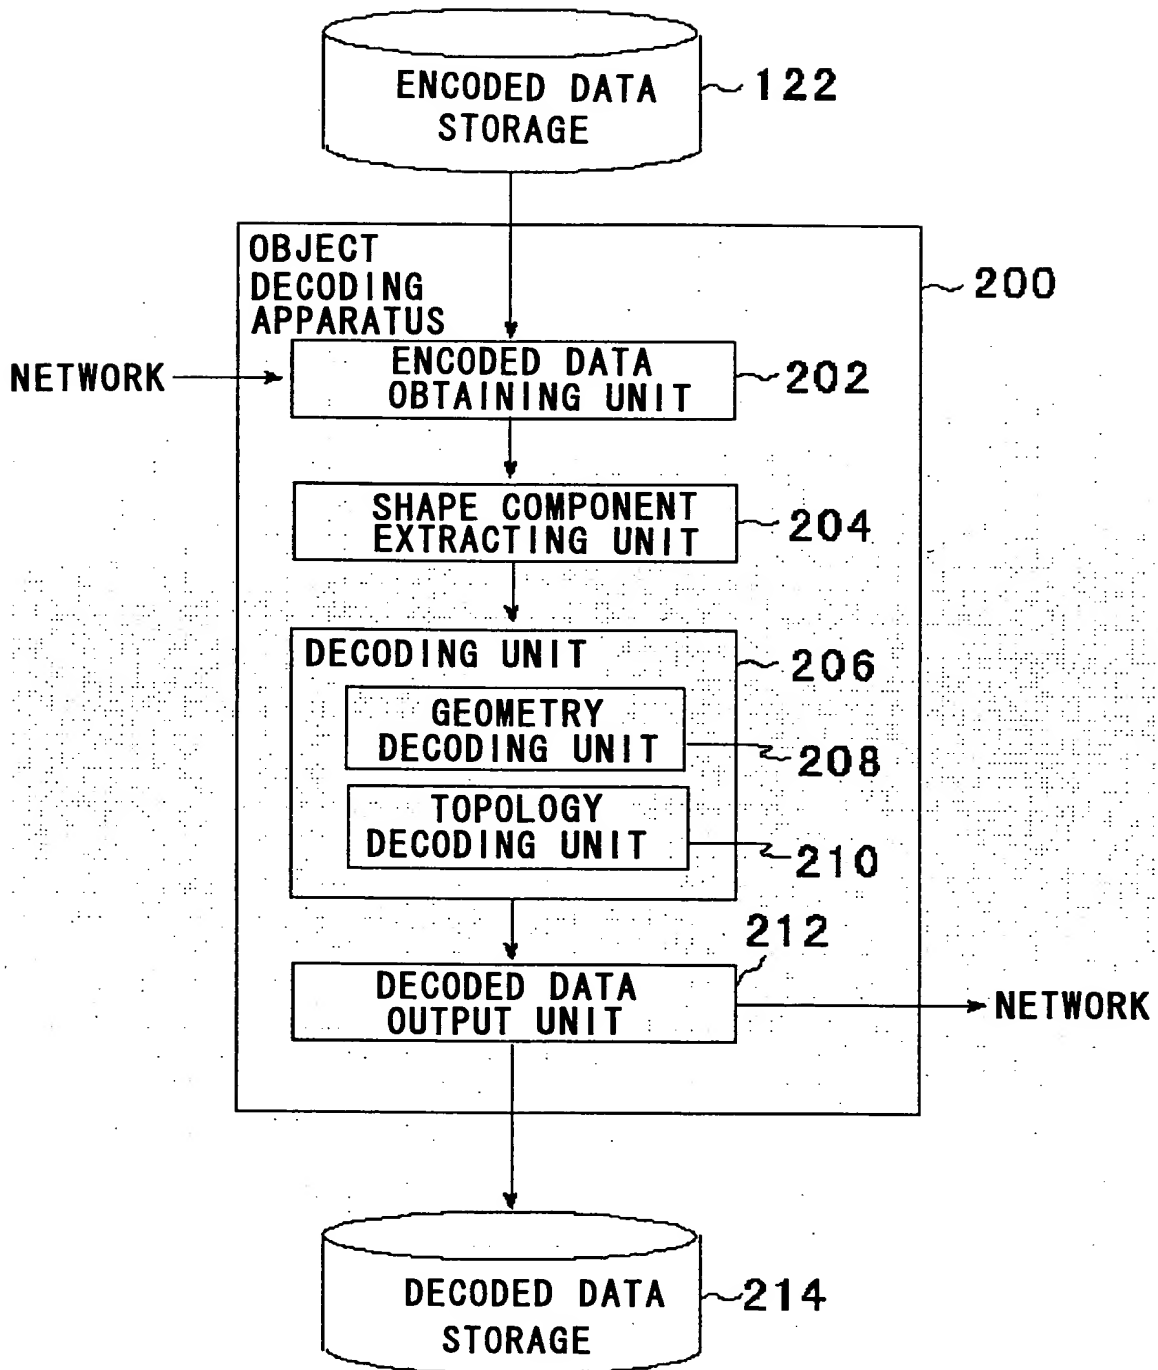 ENCODED DATA
STORAGE
122
OBJECT
DECODING
APPARATUS
200
NETWORK
ENCODED DATA
OBTAINING UNIT
202
SHAPE COMPONENT
EXTRACTING UNIT
204
DECODING UNIT
206
GEOMETRY
DECODING UNIT
208
TOPOLOGY
DECODING UNIT
210
212
DECODED DATA
OUTPUT UNIT
NETWORK
DECODED DATA
STORAGE
214